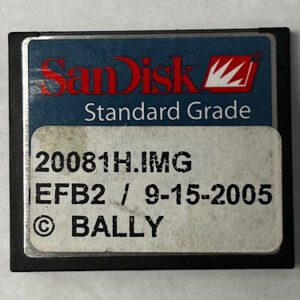 SanDisk
Standard Grade
20081H.IMG
EFB2 / 9-15-2005
© BALLY